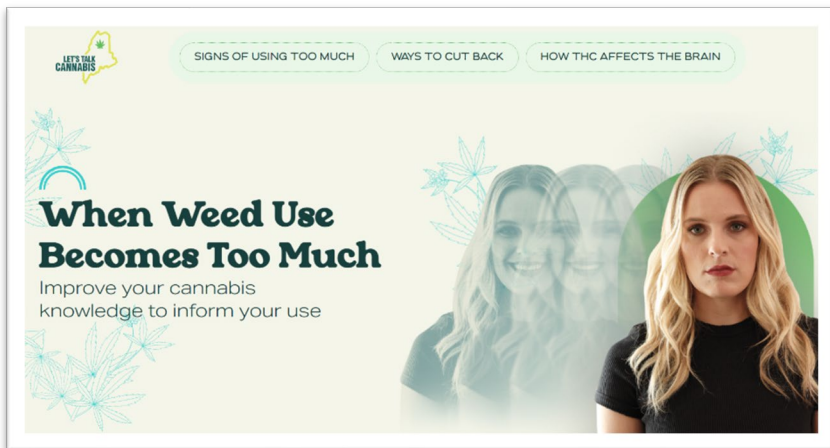 LET'S TALK
CANNABIS
SIGNS OF USING TOO MUCH
WAYS TO CUT BACK
HOW THC AFFECTS THE BRAIN
When Weed Use
Becomes Too Much
Improve your cannabis
knowledge to inform your use